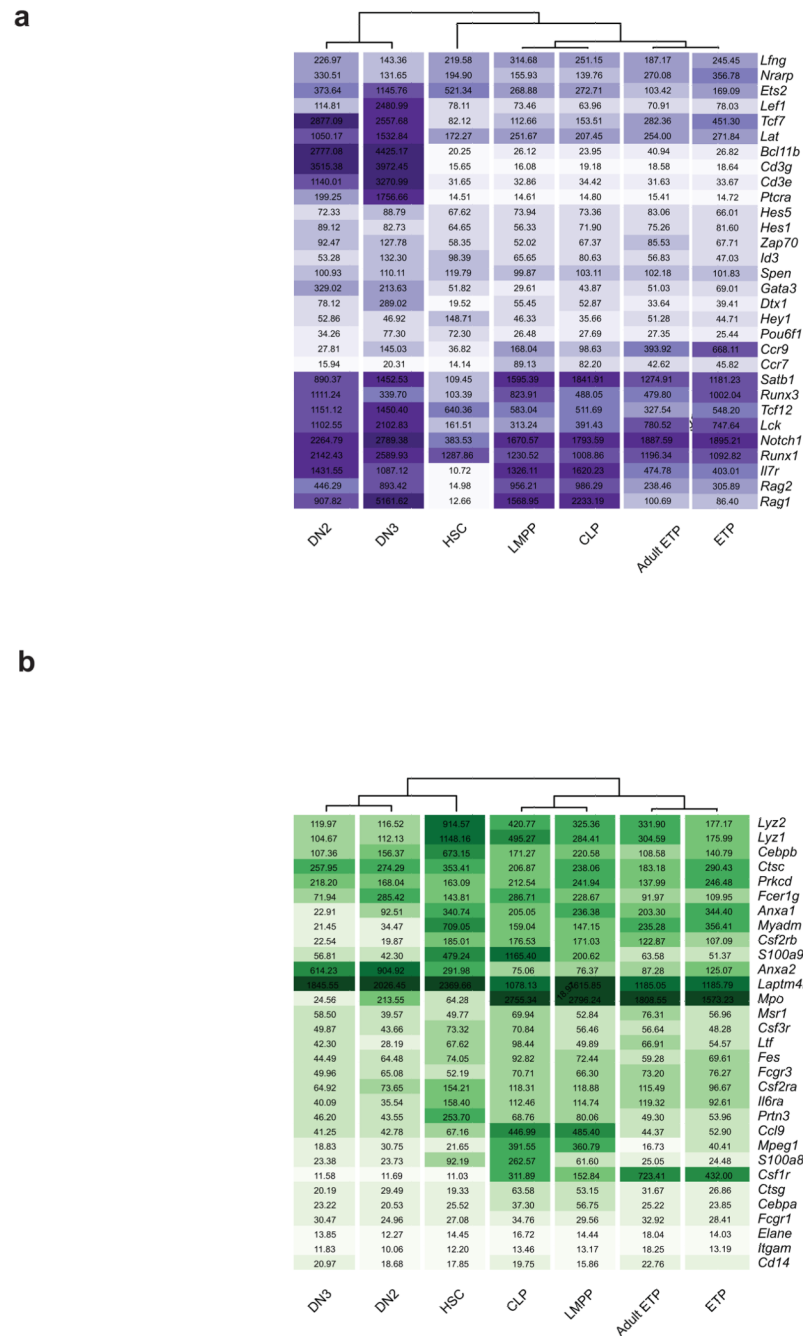 a
226.97 143.36 219.58 314.68 251.15 187.17 245.45 Lfng
330.51 131.65 194.90 155.93 139.76 270.08 356.78 Nrarp
373.64 1145.76 521.34 268.88 272.71 103.42 169.09 Ets2
114.81 2480.99 78.11 73.46 63.96 70.91 78.03 Lef1
2877.09 2557.68 82.12 112.66 153.51 282.36 451.30 Tcf7
1050.17 1532.84 172.27 251.67 207.45 254.00 271.84 Lat
2777.08 4425.17 20.25 26.12 23.95 40.94 26.82 Bcl11b
3515.38 3972.45 15.65 16.08 19.18 18.58 18.64 Cd3g
1140.01 3270.99 31.65 32.86 34.42 31.63 33.67 Cd3e
199.25 1756.66 14.51 14.61 14.80 15.41 14.72 Ptcra
72.33 88.79 67.62 73.94 73.36 83.06 66.01 Hes5
89.12 82.73 64.65 56.33 71.90 75.26 81.60 Hes1
92.47 127.78 58.35 52.02 67.37 85.53 67.71 Zap70
53.28 132.30 98.39 65.65 80.63 56.83 47.03 Id3
100.93 110.11 119.79 99.87 103.11 102.18 101.83 Spen
329.02 213.63 51.82 29.61 43.87 51.03 69.01 Gata3
78.12 289.02 19.52 55.45 52.87 33.64 39.41 Dtx1
52.86 46.92 148.71 46.33 35.66 51.28 44.71 Hey1
34.26 77.30 72.30 26.48 27.69 27.35 25.44 Pou6f1
27.81 145.03 36.82 168.04 98.63 393.92 668.11 Ccr9
15.94 20.31 14.14 89.13 82.20 42.62 45.82 Ccr7
890.37 1452.53 109.45 1595.39 1841.91 1274.91 1181.23 Satb1
1111.24 339.70 103.39 823.91 488.05 479.80 1002.04 Runx3
1151.12 1450.40 640.36 583.04 511.69 327.54 548.20 Tcf12
1102.55 2102.83 161.51 313.24 391.43 780.52 747.64 Lck
2264.79 2789.38 383.53 1670.57 1793.59 1887.59 1895.21 Notch1
2142.43 2589.93 1287.86 1230.52 1008.86 1196.34 1092.82 Runx1
1431.55 1087.12 10.72 1326.11 1620.23 474.78 403.01 Il7r
446.29 893.42 14.98 956.21 986.29 238.46 305.89 Rag2
907.82 5161.62 12.66 1568.95 2233.19 100.69 86.40 Rag1
DN2 DN3 HSC LMPP CLP Adult ETP ETP
b
119.97 116.52 914.57 420.77 325.36 331.90 177.17 Lyz2
104.67 112.13 1148.16 495.27 284.41 304.59 175.99 Lyz1
107.36 156.37 673.15 171.27 220.58 108.58 140.79 Cebpb
257.95 274.29 353.41 206.87 238.06 183.18 290.43 Ctsc
218.20 168.04 163.09 212.54 241.94 137.99 246.48 Prkcd
71.94 285.42 143.81 286.71 228.67 91.97 109.95 Fcer1g
22.91 92.51 340.74 205.05 236.38 203.30 344.40 Anxa1
21.45 34.47 709.05 159.04 147.15 235.28 356.41 Myadm
22.54 19.87 185.01 176.53 171.03 122.87 107.09 Csf2rb
56.81 42.30 479.24 1165.40 200.62 63.58 51.37 S100a9
614.23 904.92 291.98 75.06 76.37 87.28 125.07 Anxa2
1845.55 2026.45 2389.66 1078.13 1615.85 1185.05 1185.79 Laptm4
24.56 213.55 64.28 2755.34 2796.24 1898.55 1573.23 Mpo
58.50 39.57 49.77 69.94 52.84 76.31 56.96 Msr1
49.87 43.66 73.32 70.84 56.46 56.64 48.28 Csf3r
42.30 28.19 67.62 98.44 49.89 66.91 54.57 Ltf
44.49 64.48 74.05 92.82 72.44 59.28 69.61 Fes
49.96 65.08 52.19 70.71 66.30 73.20 76.27 Fcgr3
64.92 73.65 154.21 118.31 118.88 115.49 96.67 Csf2ra
40.09 35.54 158.40 112.46 114.74 119.32 92.61 Il6ra
46.20 43.55 253.70 68.76 80.06 49.30 53.96 Prtn3
41.25 42.78 67.16 446.99 485.40 44.37 52.90 Ccl9
18.83 30.75 21.65 391.55 360.79 16.73 40.41 Mpeg1
23.38 23.73 92.19 262.57 61.60 25.05 24.48 S100a8
11.58 11.69 11.03 311.89 152.84 723.41 432.00 Csf1r
20.19 29.49 19.33 63.58 53.15 31.67 26.86 Ctsg
23.22 20.53 25.52 37.30 56.75 25.22 23.85 Cebpa
30.47 24.96 27.08 34.76 29.56 32.92 28.41 Fcgr1
13.85 12.27 14.45 16.72 14.44 18.04 14.03 Elane
11.83 10.06 12.20 13.46 13.17 18.25 13.19 Itgam
20.97 18.68 17.85 19.75 15.86 22.76 Cd14
DN3 DN2 HSC CLP LMPP Adult ETP ETP